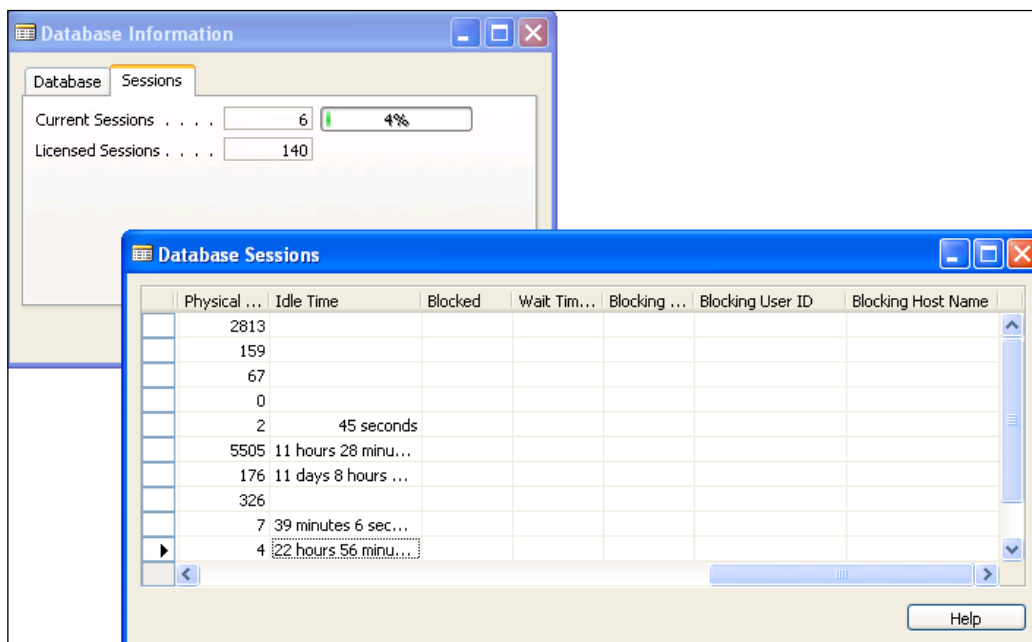 Database Information
Database Sessions
Current Sessions . . . . 6 4%
Licensed Sessions . . . . 140
Database Sessions
Physical ... Idle Time Blocked Wait Tim... Blocking ... Blocking User ID Blocking Host Name
2813
159
67
0
2 45 seconds
5505 11 hours 28 minu...
176 11 days 8 hours ...
326
7 39 minutes 6 sec...
4 22 hours 56 minu...
Help